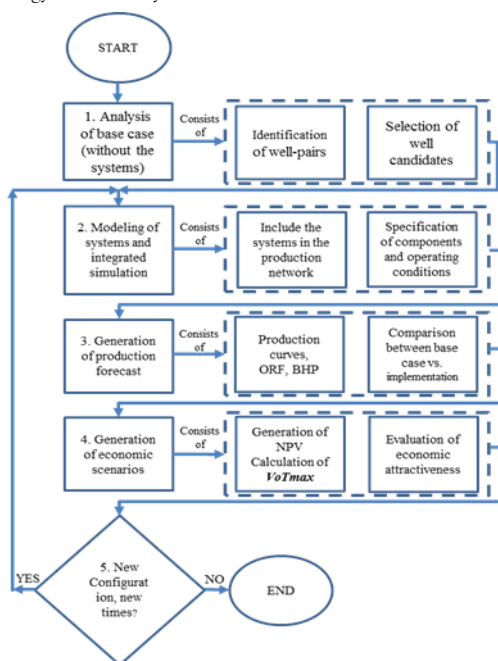 START
1. Analysis
of base case
(without the
systems)
Consists
of
Identification
of well-pairs
Selection of
well
candidates
2. Modeling of
systems and
integrated
simulation
Consists
of
Include the
systems in the
production
network
Specification
of components
and operating
conditions
3. Generation
of production
forecast
Consists
of
Production
curves,
ORF, BHP
Comparison
between base
case vs.
implementation
4. Generation
of economic
scenarios
Consists
of
Generation of
NPV
Calculation of
VoTmax
Evaluation of
economic
attractiveness
5. New
Configurat
ion, new
times?
YES
NO
END